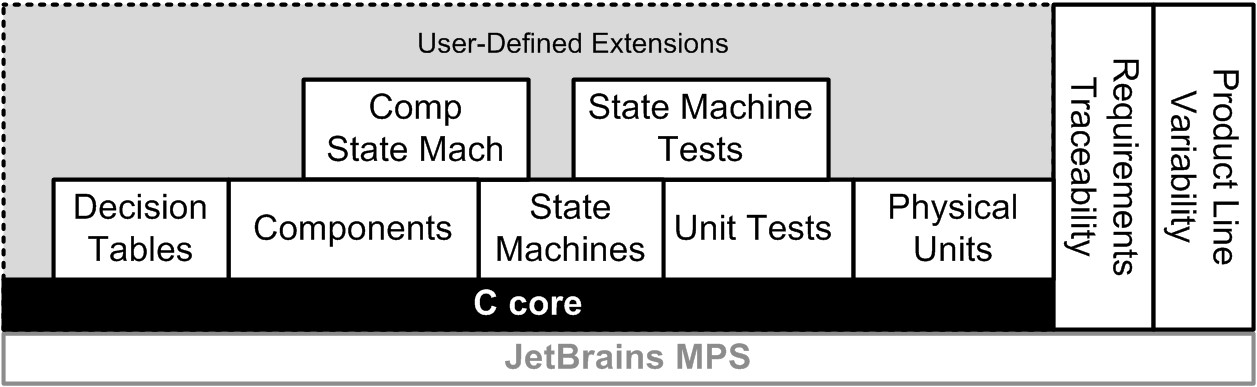 User-Defined Extensions
Comp
State Mach
State Machine
Tests
Decision
Tables
Components
State
Machines
Unit Tests
Physical
Units
C core
JetBrains MPS
Requirements
Traceability
Product Line
Variability